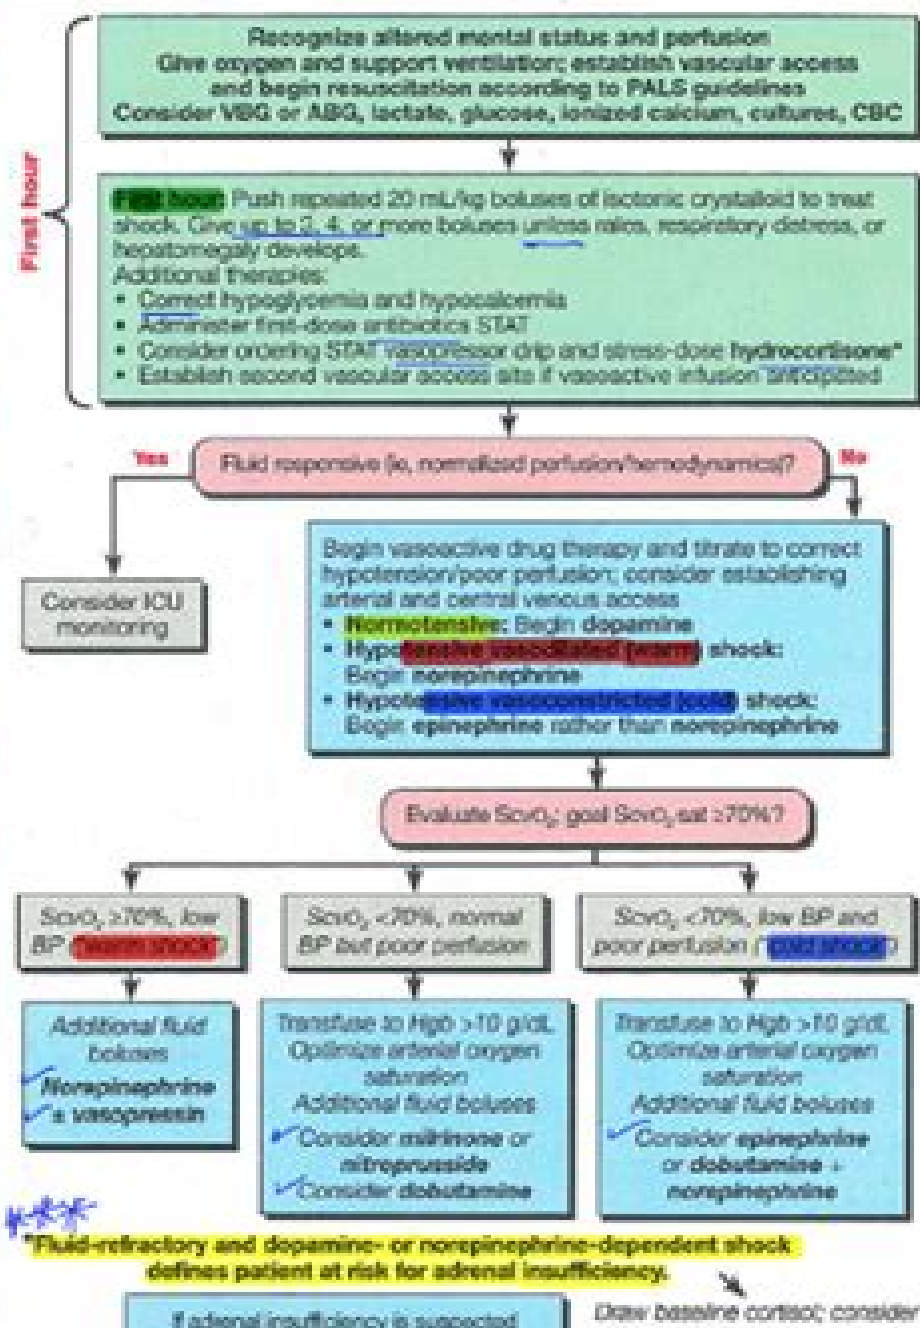 Recognize altered mental status and perfusion
Give oxygen and support ventilation; establish vascular access
and begin resuscitation according to PALS guidelines
Consider VBG or ABG, lactate, glucose, ionized calcium, cultures, CBC
First hour
First hour: Push repeated 20 mL/kg boluses of isotonic crystalloid to treat
shock. Give up to 3, 4, or more boluses unless rales, respiratory distress, or
hepatomegaly develops.
Additional therapies:
• Correct hypoglycemia and hypocalcemia
• Administer first-dose antibiotics STAT
• Consider ordering STAT vasopressor drip and stress-dose hydrocortisone*
• Establish second vascular access site if vasoactive infusion anticipated
Yes
Fluid responsive (ie, normalized perfusion/hemodynamics)?
No
Consider ICU
monitoring
Begin vasoactive drug therapy and titrate to correct
hypotension/poor perfusion; consider establishing
arterial and central venous access
• Normotensive: Begin dopamine
• Hypotensive vasodilated (warm) shock:
Begin norepinephrine
• Hypotensive vasoconstricted (cold) shock:
Begin epinephrine rather than norepinephrine
Evaluate ScvO₂; goal ScvO₂ sat ≥70%?
ScvO₂ ≥70%, low
BP ("warm shock")
ScvO₂ <70%, normal
BP but poor perfusion
ScvO₂ <70%, low BP and
poor perfusion ("cold shock")
Additional fluid
boluses
Norepinephrine
± vasopressin
Transfuse to Hgb >10 g/dL
Optimize arterial oxygen
saturation
Additional fluid boluses
Consider milrinone or
nitroprusside
Consider dobutamine
Transfuse to Hgb >10 g/dL
Optimize arterial oxygen
saturation
Additional fluid boluses
Consider epinephrine
or dobutamine +
norepinephrine
*Fluid-refractory and dopamine- or norepinephrine-dependent shock
defines patient at risk for adrenal insufficiency.
Draw baseline cortisol; consider
If adrenal insufficiency is suspected